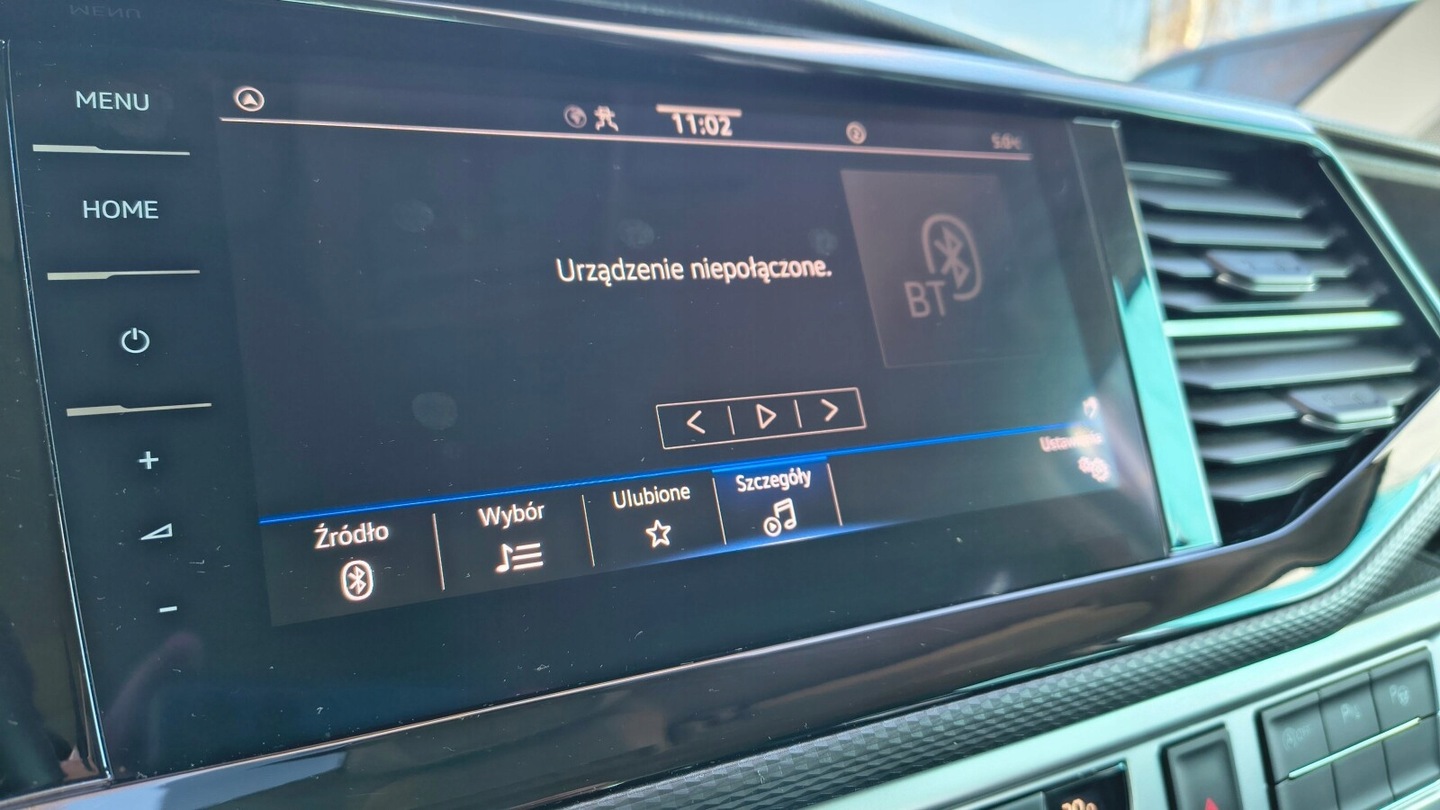 MENU
HOME
11:02
Urządzenie niepołączone.
BT
Źródło
Wybór
Ulubione
Szczegóły
+
-